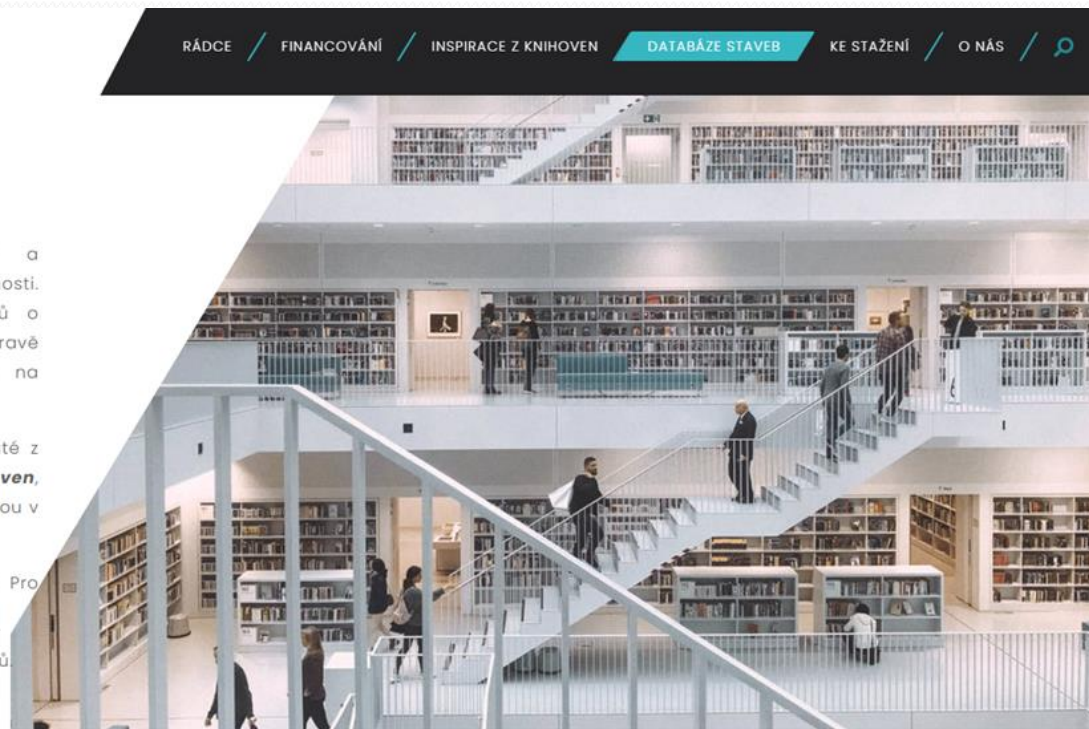 RÁDCE / FINANCOVÁNÍ / INSPIRACE Z KNIHOVEN DATABÁZE STAVEB KE STAŽENÍ / O NÁS /
a
osti.
ů o
ravě
na
té z
ven,
ou v
Pro
ů.